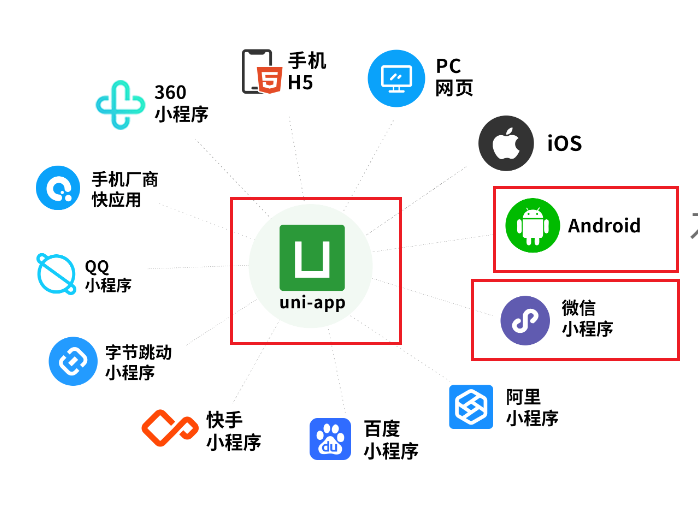 手机
H5
PC
网页
360
小程序
iOS
手机厂商
快应用
Android
uni-app
QQ
小程序
微信
小程序
字节跳动
小程序
阿里
小程序
快手
小程序
du
百度
小程序